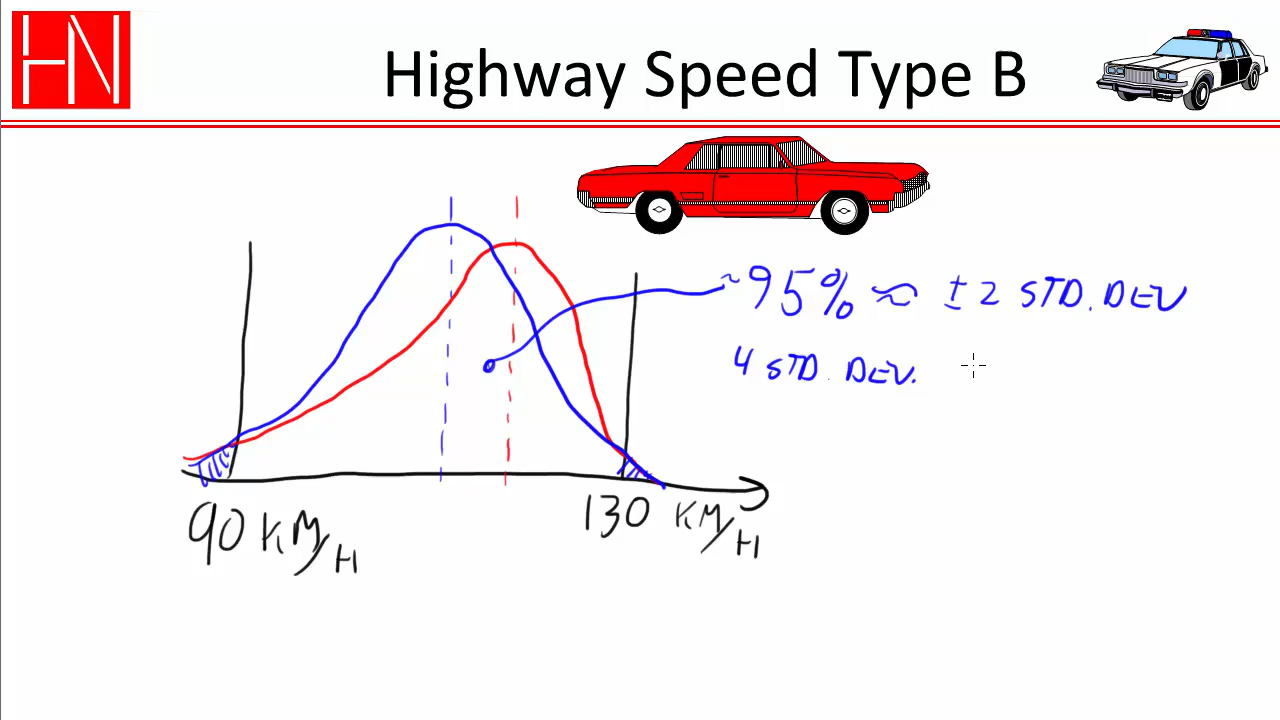 HN
Highway Speed Type B
~95% ≈ ±2 STD. DEV
4 STD. DEV.
90 KM/H
130 KM/H